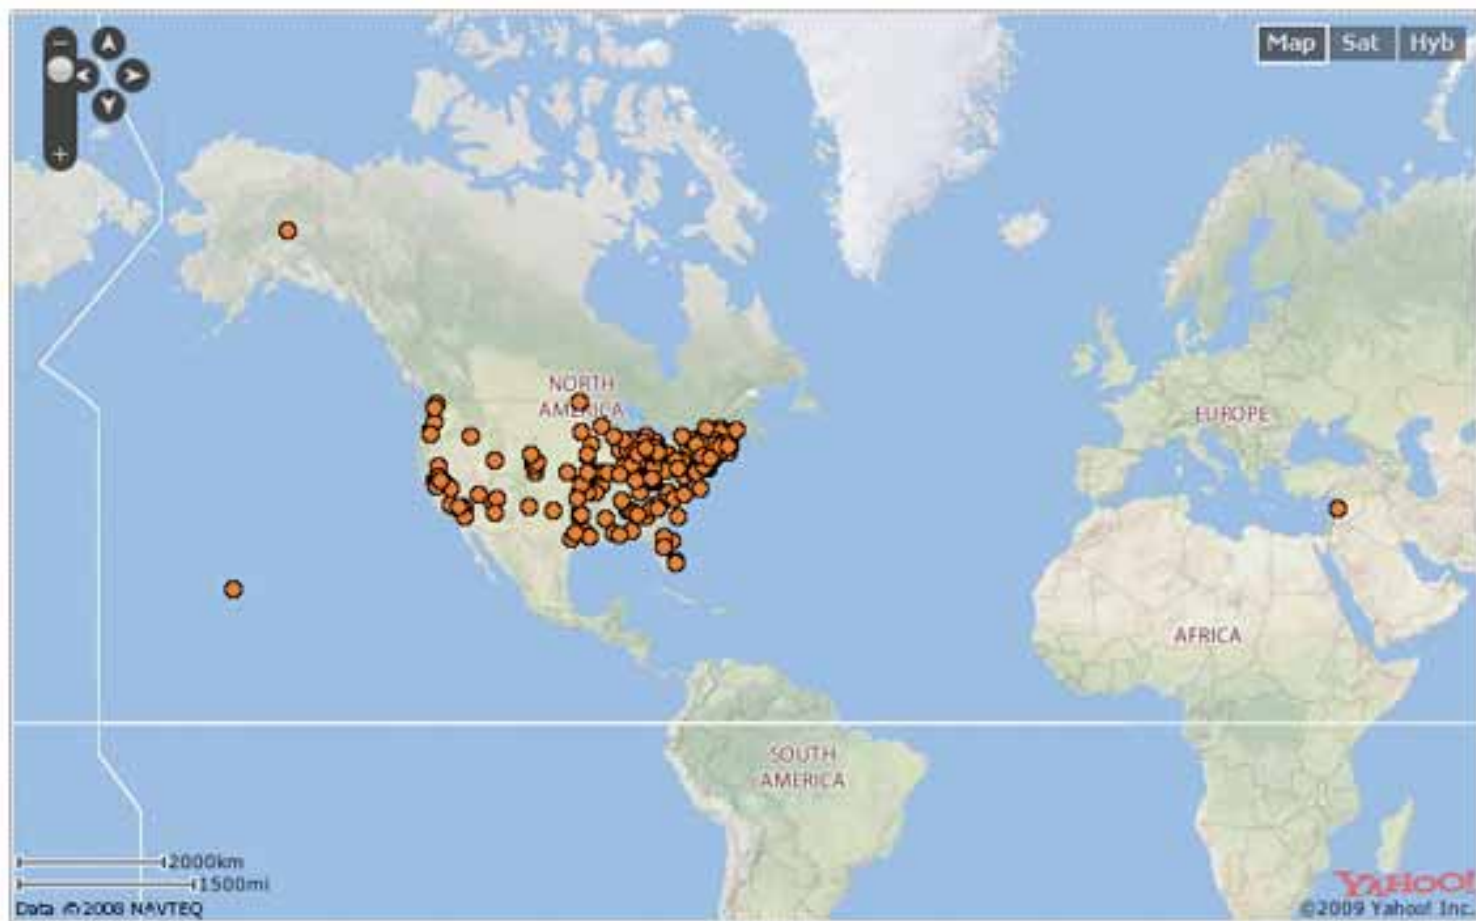 Map Sat Hyb
NORTH
AMERICA
EUROPE
AFRICA
SOUTH
AMERICA
2000km
1500mi
YAHOO!
Data © 2008 NAVTEQ
©2009 Yahoo! Inc.